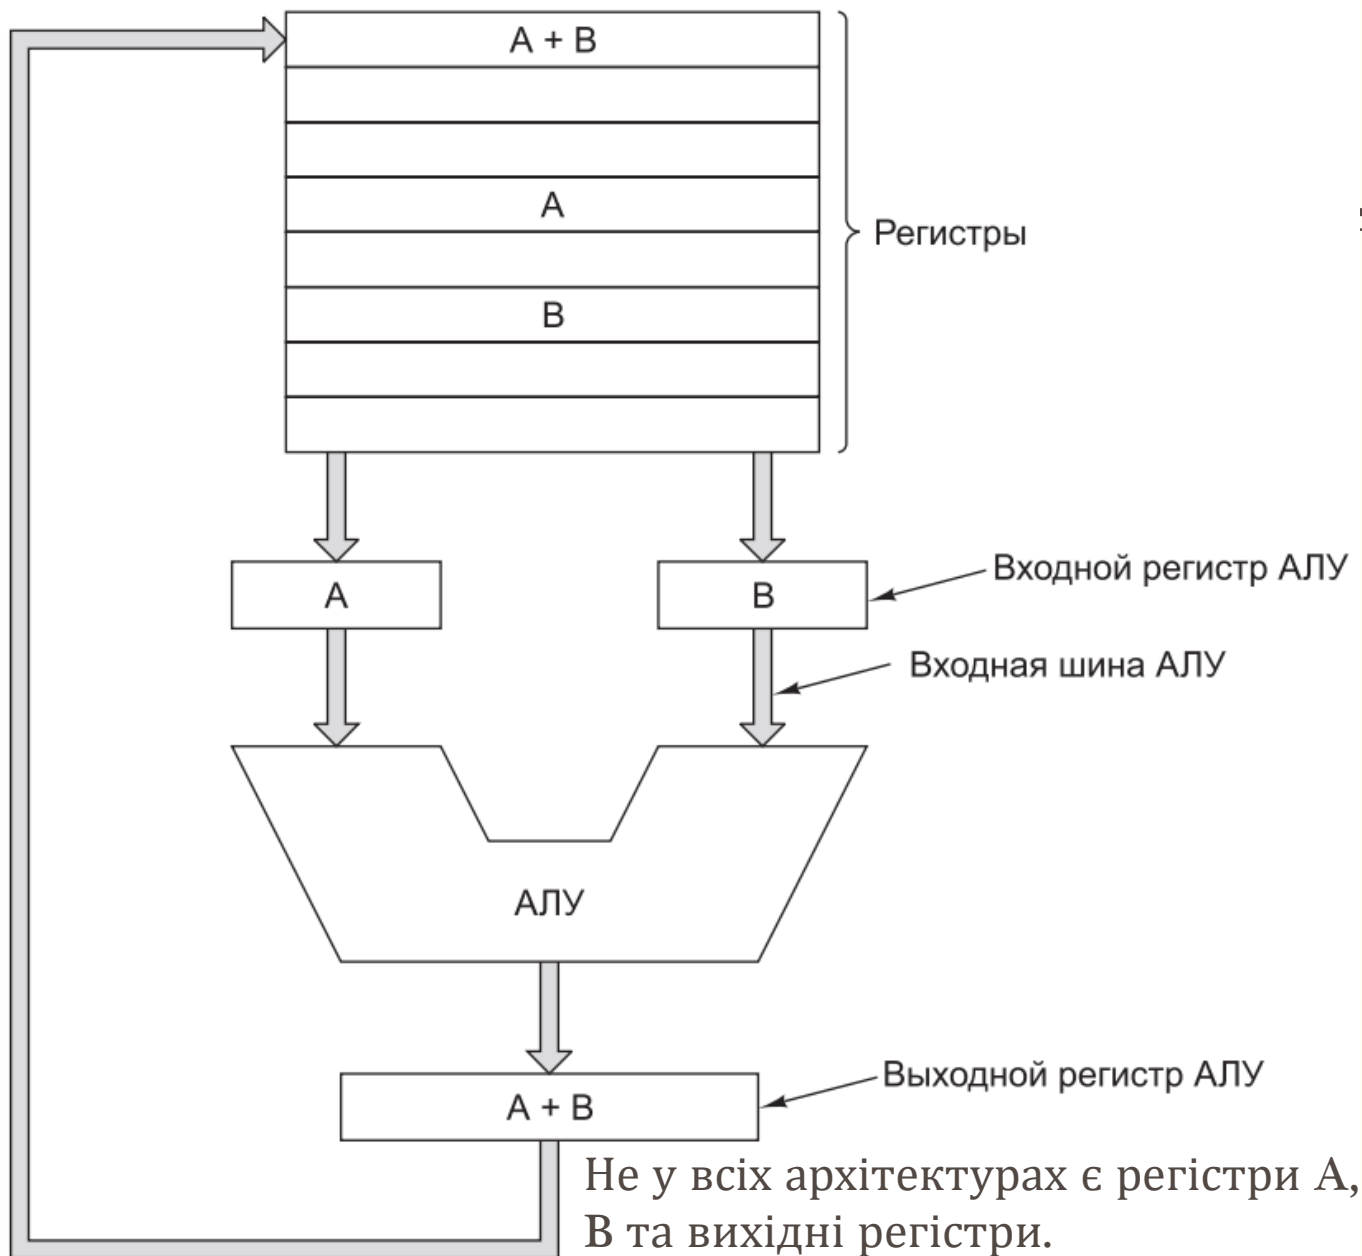 A + B
A
Регистры
B
A
B
Входной регистр АЛУ
Входная шина АЛУ
АЛУ
Выходной регистр АЛУ
A + B
Не у всіх архітектурах є регістри А,
В та вихідні регістри.